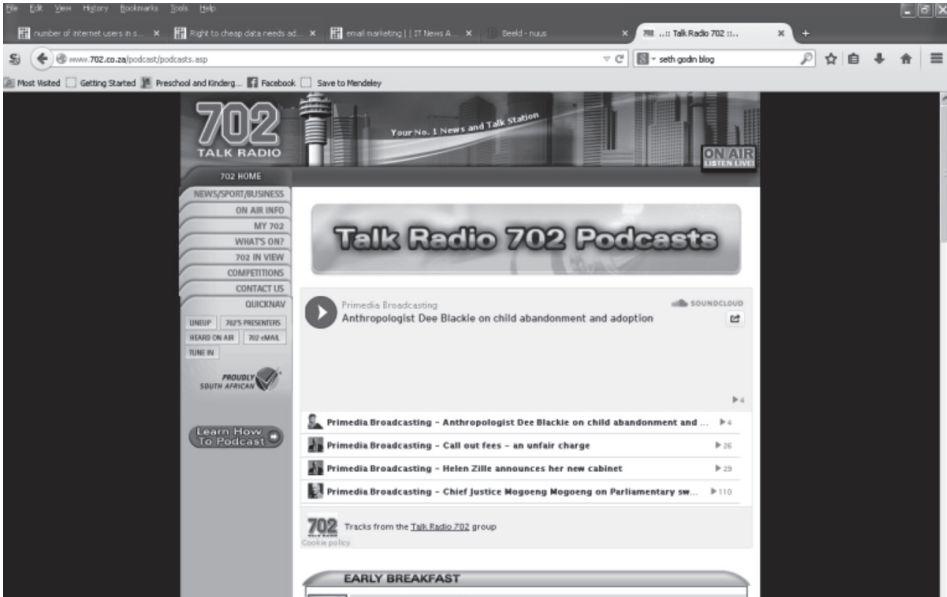 File Edit View History Bookmarks Tools Help
number of internet users in s... Right to cheap data needs ad... email marketing | | IT News A... Beeld - nuus ..:: Talk Radio 702 ::..
www.702.co.za/podcast/podcasts.asp seth godin blog
Most Visited Getting Started Preschool and Kinderg... Facebook Save to Mendeley
702
TALK RADIO
Your No. 1 News and Talk Station
ON AIR
LISTEN LIVE!
702 HOME
NEWS/SPORT/BUSINESS
ON AIR INFO
MY 702
WHAT'S ON?
702 IN VIEW
COMPETITIONS
CONTACT US
QUICKNAV
LINEUP 702'S PRESENTERS
HEARD ON AIR 702 eMAIL
TUNE IN
PROUDLY
SOUTH AFRICAN
Learn How
To Podcast
Talk Radio 702 Podcasts
Primedia Broadcasting
SOUNDCLOUD
Anthropologist Dee Blackie on child abandonment and adoption
4
Primedia Broadcasting - Anthropologist Dee Blackie on child abandonment and ... 4
Primedia Broadcasting - Call out fees - an unfair charge 26
Primedia Broadcasting - Helen Zille announces her new cabinet 29
Primedia Broadcasting - Chief Justice Mogoeng Mogoeng on Parliamentary sw... 110
702
Tracks from the Talk Radio 702 group
Cookie policy
EARLY BREAKFAST